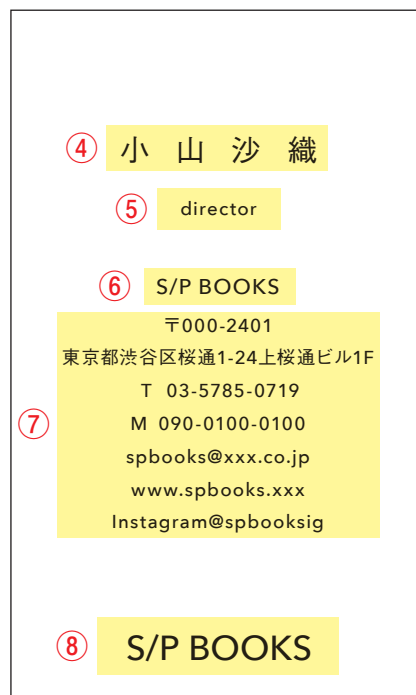 ④ 小 山 沙 織
⑤ director
⑥ S/P BOOKS
〒000-2401
東京都渋谷区桜通1-24上桜通ビル1F
T 03-5785-0719
⑦ M 090-0100-0100
spbooks@xxx.co.jp
www.spbooks.xxx
Instagram@spbooksig
⑧ S/P BOOKS